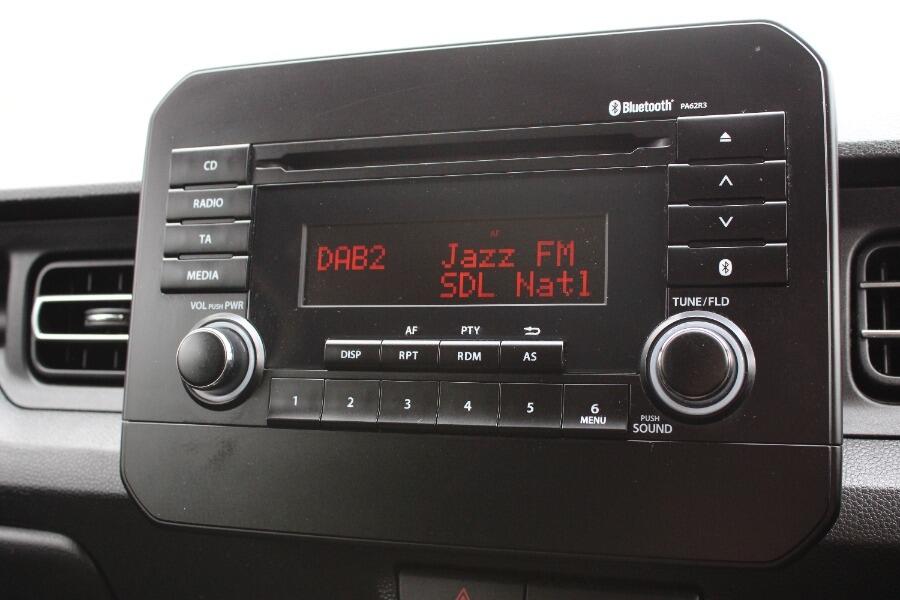 Bluetooth® PA62R3
CD
RADIO
TA
MEDIA
AF
DAB2 Jazz FM
SDL Natl
VOL PUSH PWR
TUNE/FLD
AF PTY
DISP RPT RDM AS
1 2 3 4 5 6
MENU
PUSH
SOUND